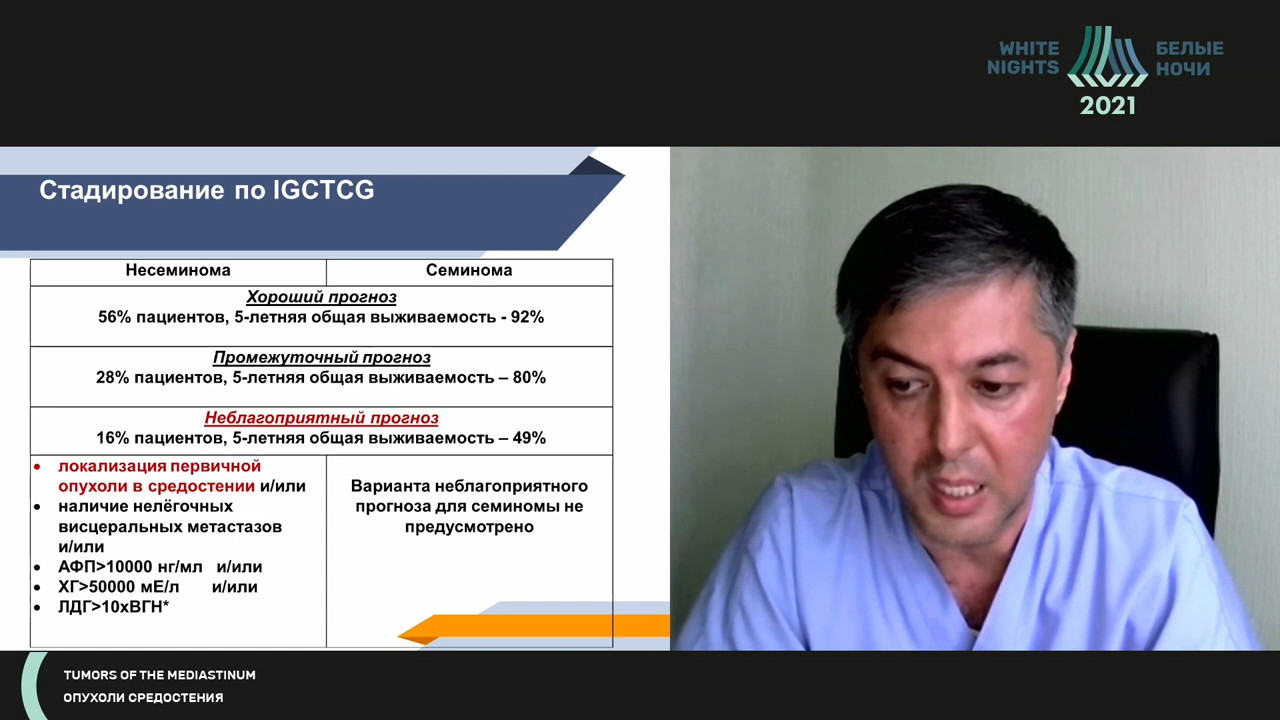 WHITE
NIGHTS
БЕЛЫЕ
НОЧИ
2021
Стадирование по IGCTCG
Несеминома
Семинома
Хороший прогноз
56% пациентов, 5-летняя общая выживаемость - 92%
Промежуточный прогноз
28% пациентов, 5-летняя общая выживаемость – 80%
Неблагоприятный прогноз
16% пациентов, 5-летняя общая выживаемость – 49%
• локализация первичной
опухоли в средостении и/или
• наличие нелёгочных
висцеральных метастазов
и/или
• АФП>10000 нг/мл и/или
• ХГ>50000 мЕ/л и/или
• ЛДГ>10xВГН*
Варианта неблагоприятного
прогноза для семиномы не
предусмотрено
TUMORS OF THE MEDIASTINUM
ОПУХОЛИ СРЕДОСТЕНИЯ